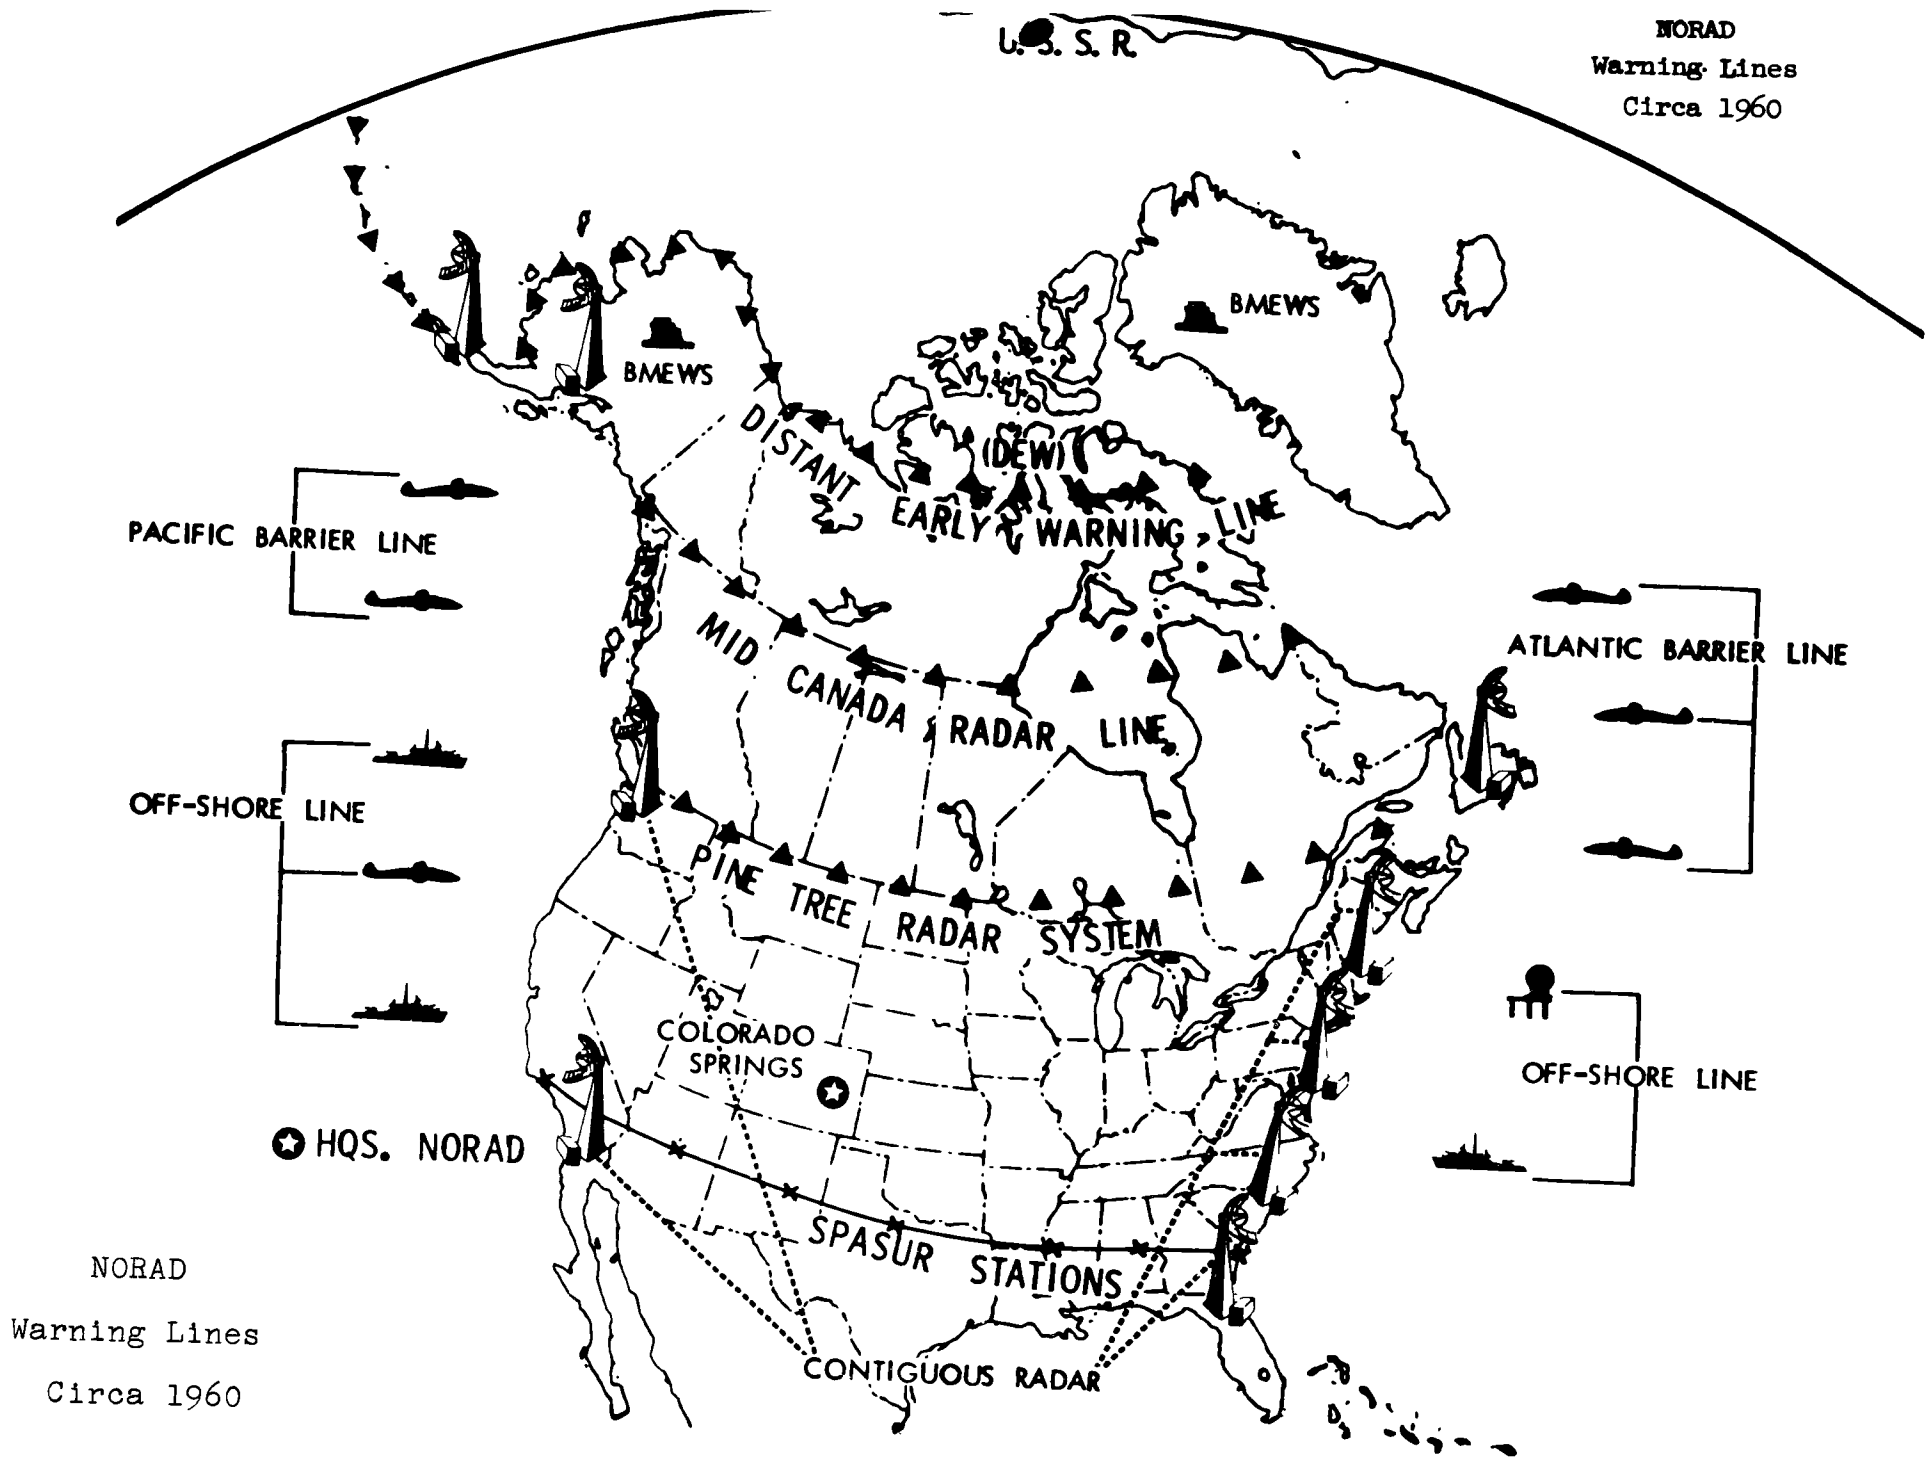 U. S. S. R.
NORAD
Warning Lines
Circa 1960
BMEWS
BMEWS
DISTANT
(DEW)
EARLY WARNING LINE
PACIFIC BARRIER LINE
ATLANTIC BARRIER LINE
MID CANADA RADAR LINE
OFF-SHORE LINE
PINE TREE RADAR SYSTEM
COLORADO
SPRINGS
OFF-SHORE LINE
HQS. NORAD
SPASUR STATIONS
CONTIGUOUS RADAR
NORAD
Warning Lines
Circa 1960